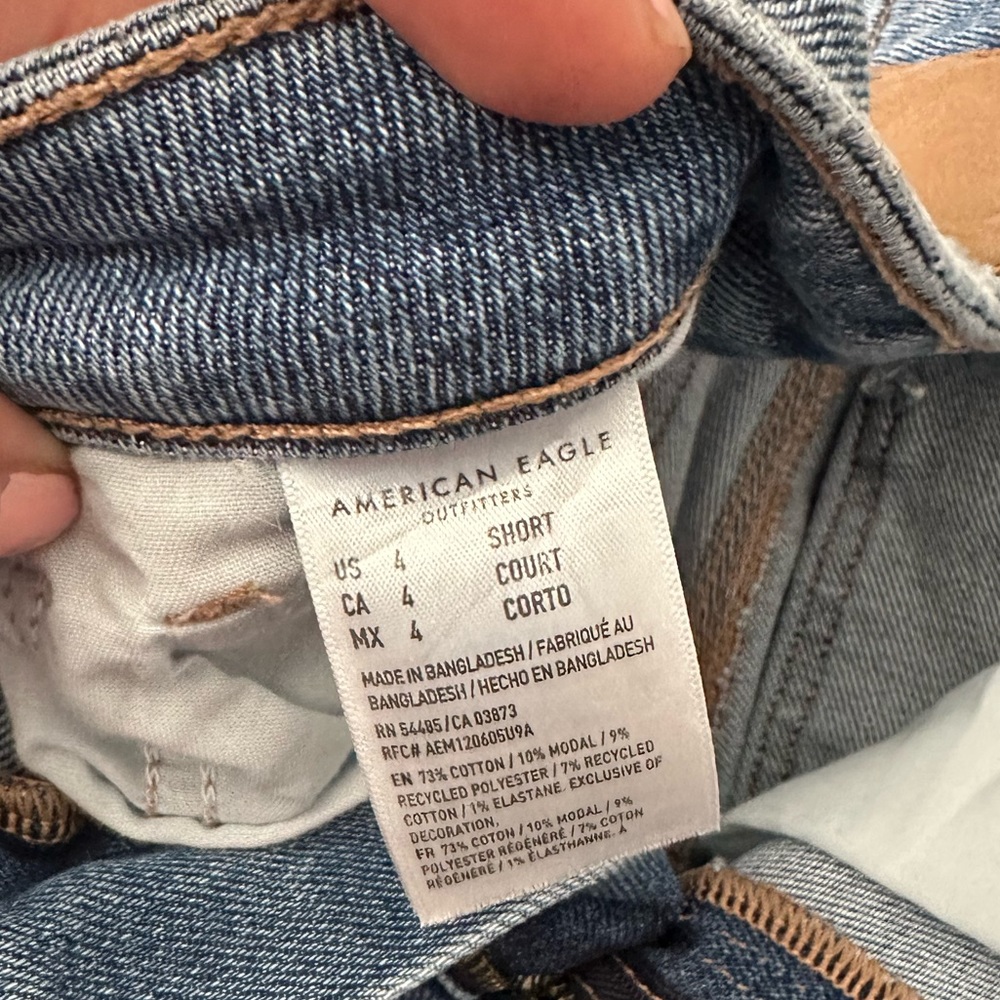 AMERICAN EAGLE
OUTFITTERS
US 4 SHORT
CA 4 COURT
MX 4 CORTO
MADE IN BANGLADESH / FABRIQUÉ AU
BANGLADESH / HECHO EN BANGLADESH
RN 54485 / CA 03873
RFC# AEM120605U9A
EN 73% COTTON / 10% MODAL / 9%
RECYCLED POLYESTER / 7% RECYCLED
COTTON / 1% ELASTANE. EXCLUSIVE OF
DECORATION.
FR 73% COTON / 10% MODAL / 9%
POLYESTER RÉGÉNÉRÉ / 7% COTON
RÉGÉNÉRÉ / 1% ÉLASTHANNE. À